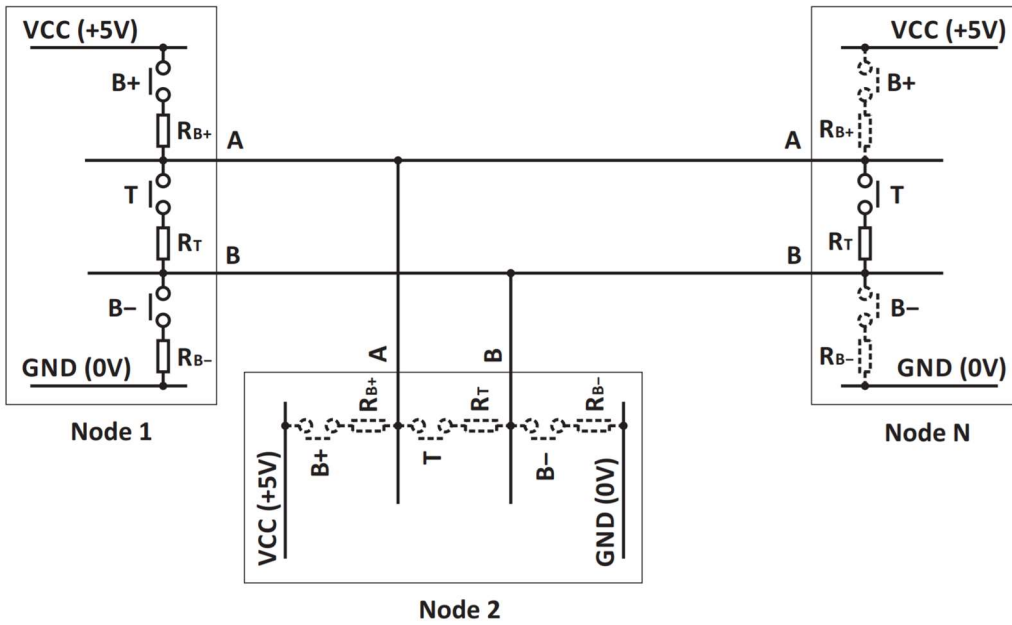 VCC (+5V)
B+
RB+
A
T
RT
B
B−
RB−
GND (0V)
Node 1
VCC (+5V)
B+
RB+
A
T
RT
B
B−
RB−
GND (0V)
Node N
A
B
RB+
RT
RB−
B+
T
B−
VCC (+5V)
GND (0V)
Node 2